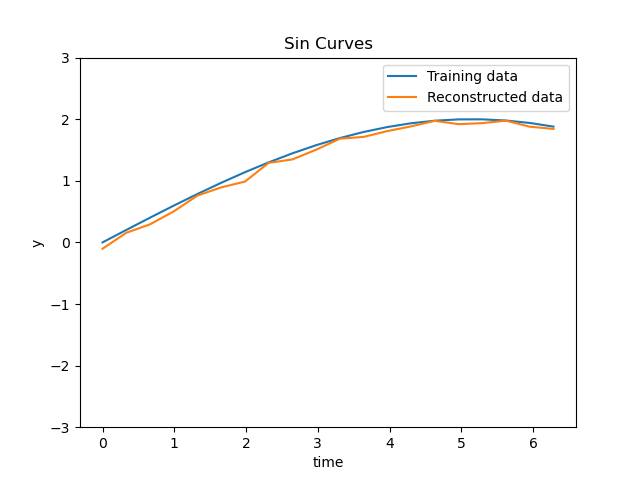 Sin Curves
Training data
Reconstructed data
3
2
1
0
−1
−2
−3
y
0 1 2 3 4 5 6
time